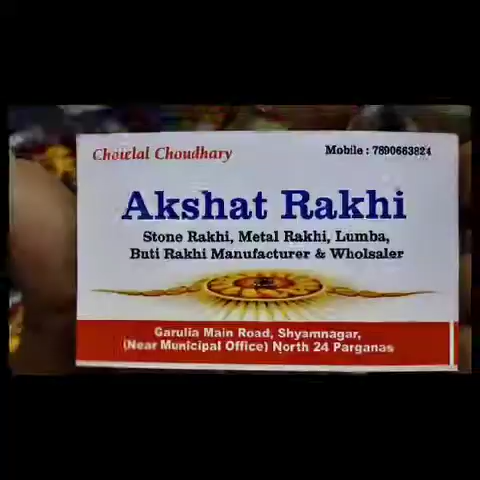 Choielal Choudhary
Mobile : 7890663824
Akshat Rakhi
Stone Rakhi, Metal Rakhi, Lumba,
Buti Rakhi Manufacturer & Wholsaler
Garulia Main Road, Shyamnagar,
(Near Municipal Office) North 24 Parganas